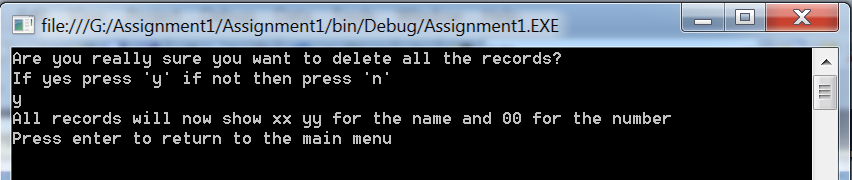 file:///G:/Assignment1/Assignment1/bin/Debug/Assignment1.EXE
Are you really sure you want to delete all the records?
If yes press 'y' if not then press 'n'
y
All records will now show xx yy for the name and 00 for the number
Press enter to return to the main menu